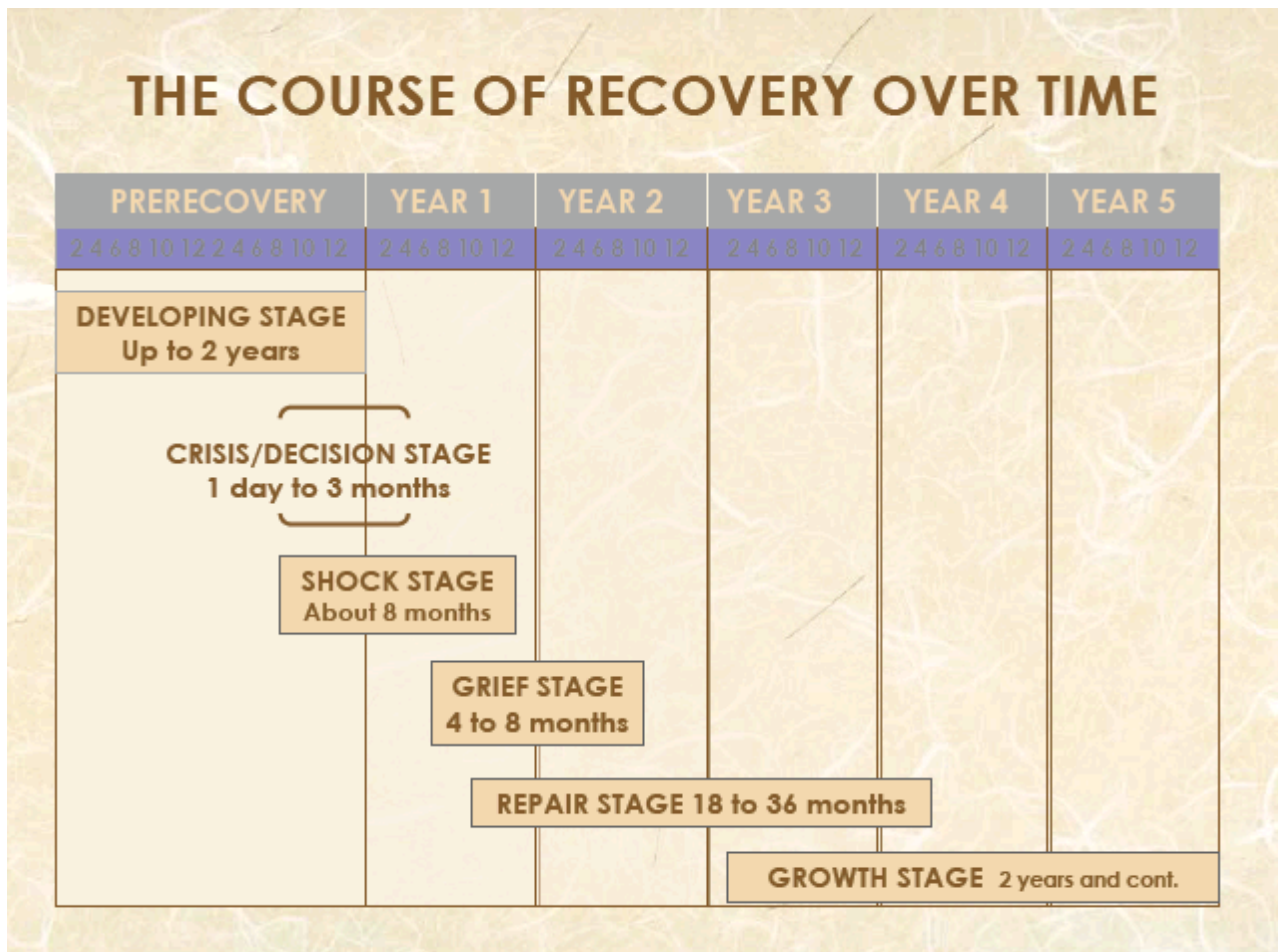 THE COURSE OF RECOVERY OVER TIME
PRERECOVERY YEAR 1 YEAR 2 YEAR 3 YEAR 4 YEAR 5
2 4 6 8 10 12 2 4 6 8 10 12 2 4 6 8 10 12 2 4 6 8 10 12 2 4 6 8 10 12 2 4 6 8 10 12 2 4 6 8 10 12
DEVELOPING STAGE
Up to 2 years
CRISIS/DECISION STAGE
1 day to 3 months
SHOCK STAGE
About 8 months
GRIEF STAGE
4 to 8 months
REPAIR STAGE 18 to 36 months
GROWTH STAGE 2 years and cont.